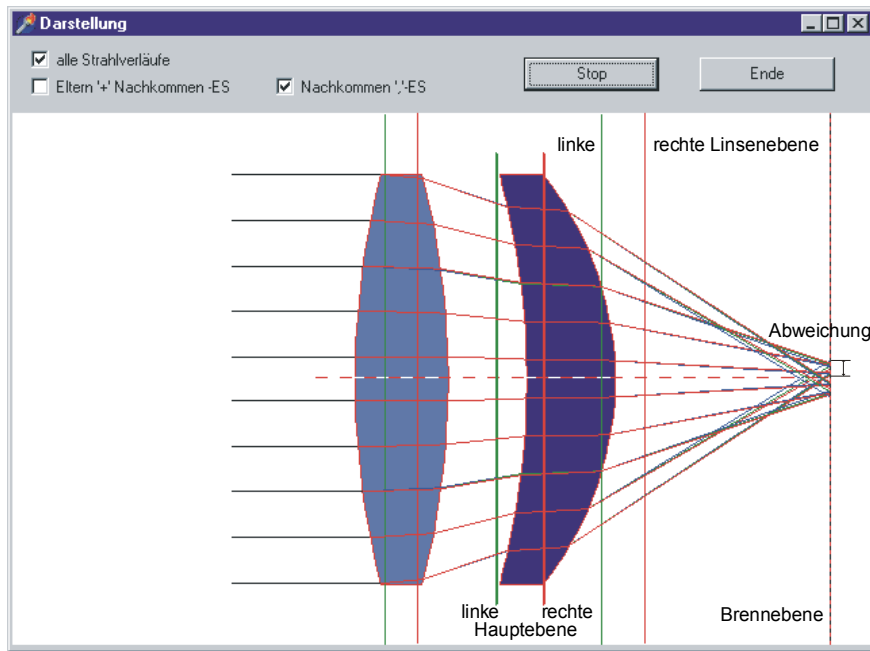 Darstellung
alle Strahlverläufe
Eltern '+' Nachkommen -ES
Nachkommen ','-ES
Stop
Ende
linke
rechte Linsenebene
Abweichung
linke
rechte
Hauptebene
Brennebene